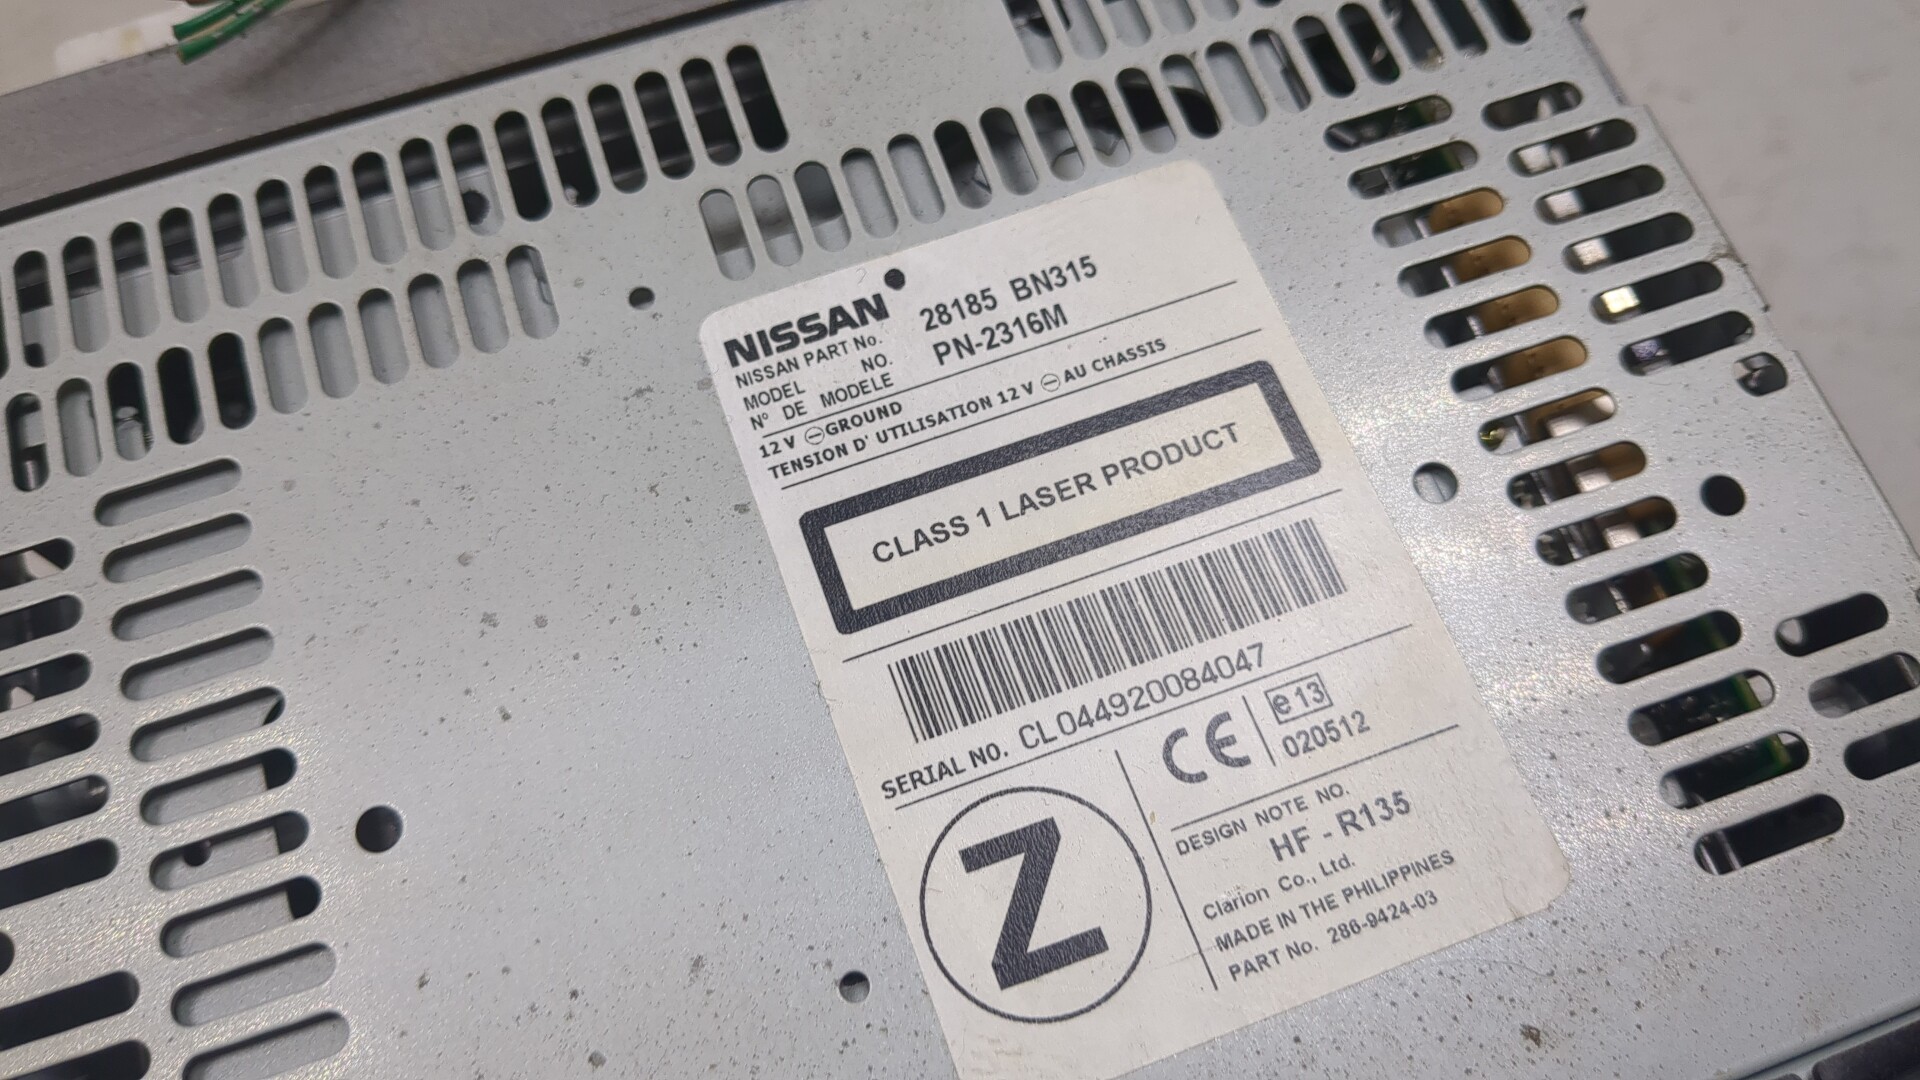 NISSAN
NISSAN PART No. 28185 BN315
MODEL NO. PN-2316M
N° DE MODELE
12 V ⊖ GROUND
TENSION D' UTILISATION 12 V ⊖ AU CHASSIS
CLASS 1 LASER PRODUCT
SERIAL NO. CL044920084047
CE
e 13
020512
Z
DESIGN NOTE NO.
HF - R135
Clarion Co., Ltd.
MADE IN THE PHILIPPINES
PART No. 286-9424-03